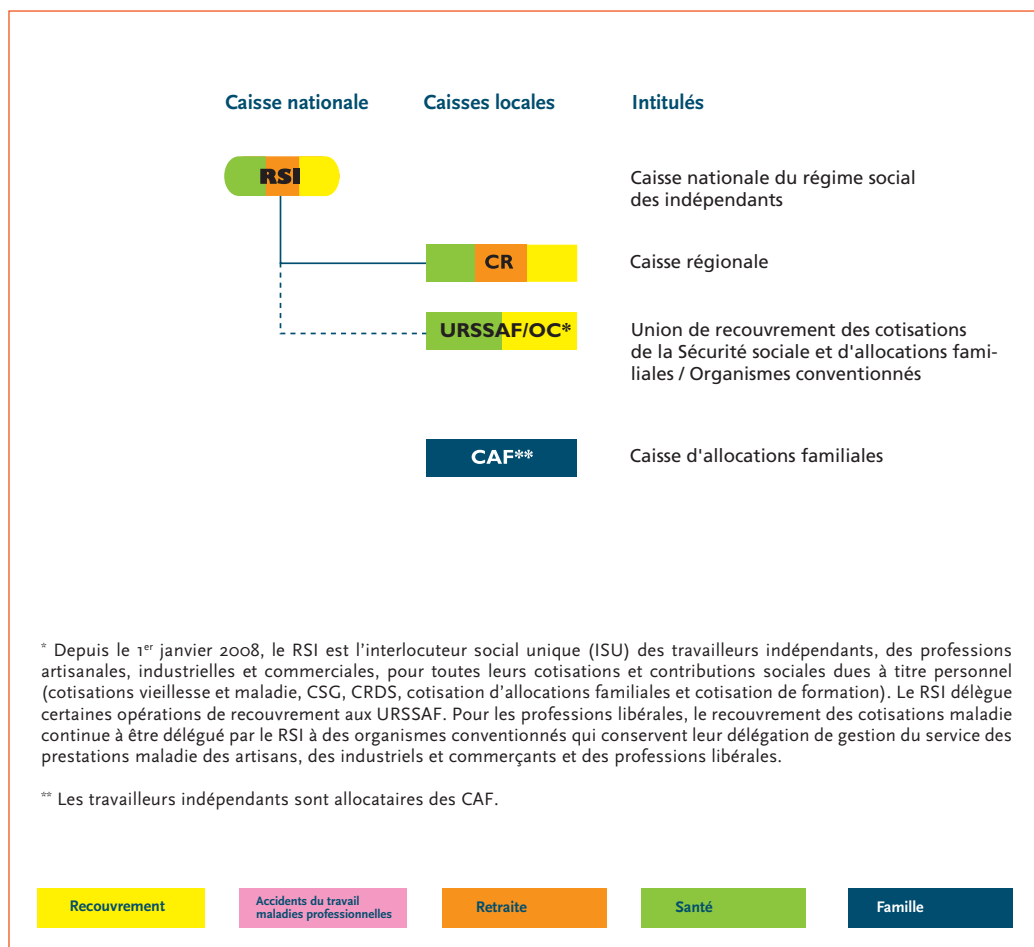 Caisse nationale Caisses locales Intitulés
RSI
Caisse nationale du régime social
des indépendants
CR
Caisse régionale
URSSAF/OC*
Union de recouvrement des cotisations
de la Sécurité sociale et d'allocations fami-
liales / Organismes conventionnés
CAF**
Caisse d'allocations familiales
* Depuis le 1er janvier 2008, le RSI est l'interlocuteur social unique (ISU) des travailleurs indépendants, des professions
artisanales, industrielles et commerciales, pour toutes leurs cotisations et contributions sociales dues à titre personnel
(cotisations vieillesse et maladie, CSG, CRDS, cotisation d'allocations familiales et cotisation de formation). Le RSI délègue
certaines opérations de recouvrement aux URSSAF. Pour les professions libérales, le recouvrement des cotisations maladie
continue à être délégué par le RSI à des organismes conventionnés qui conservent leur délégation de gestion du service des
prestations maladie des artisans, des industriels et commerçants et des professions libérales.
** Les travailleurs indépendants sont allocataires des CAF.
Recouvrement
Accidents du travail
maladies professionnelles
Retraite
Santé
Famille